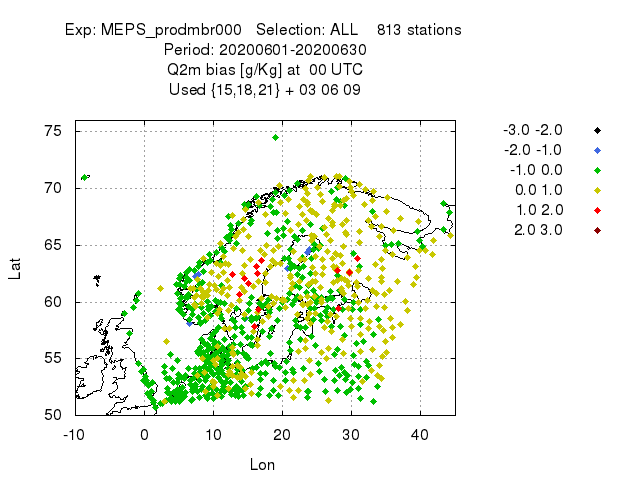 Exp: MEPS_prodmbr000   Selection: ALL    813 stations
Period: 20200601-20200630
Q2m bias [g/Kg] at  00 UTC
Used {15,18,21} + 03 06 09
-3.0 -2.0
-2.0 -1.0
-1.0 0.0
0.0 1.0
1.0 2.0
2.0 3.0
75
70
65
60
55
50
Lat
-10 0 10 20 30 40
Lon